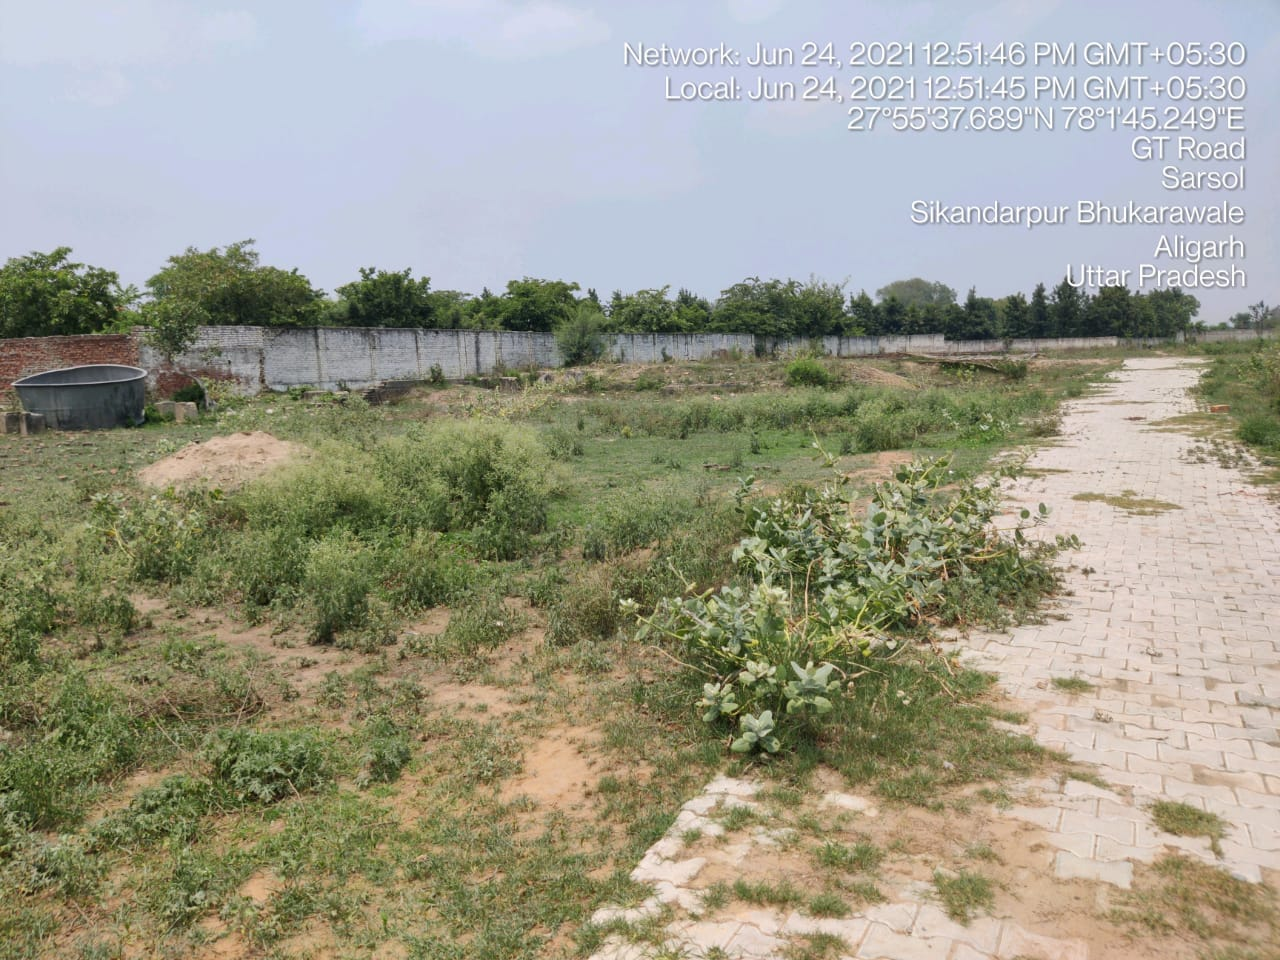 Network: Jun 24, 2021 12:51:46 PM GMT+05:30
Local: Jun 24, 2021 12:51:45 PM GMT+05:30
27°55'37.689"N 78°1'45.249"E
GT Road
Sarsol
Sikandarpur Bhukarawale
Aligarh
Uttar Pradesh